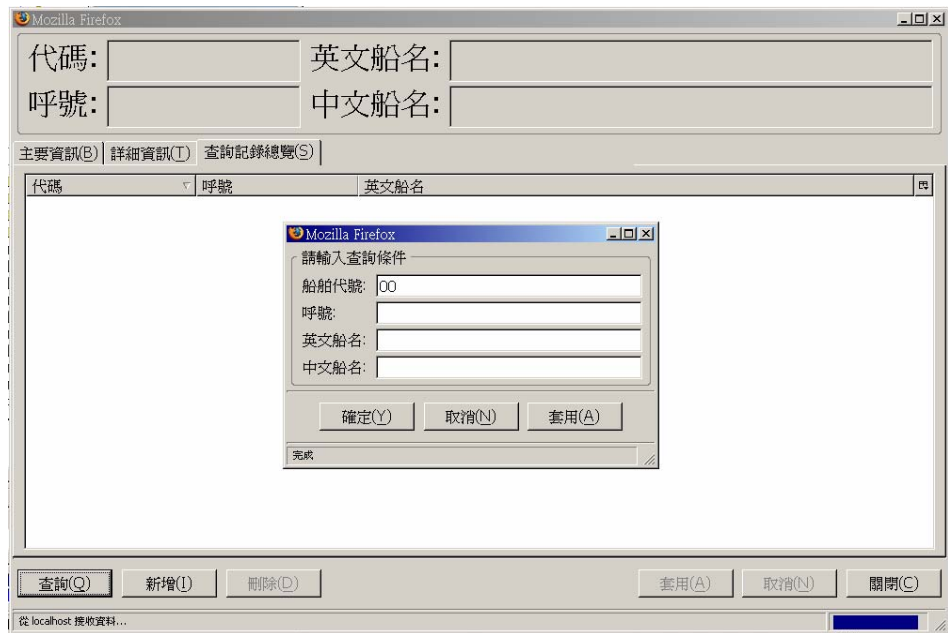 Mozilla Firefox
代碼: 英文船名:
呼號: 中文船名:
主要資訊(B) 詳細資訊(T) 查詢記錄總覽(S)
代碼 呼號 英文船名
Mozilla Firefox
請輸入查詢條件
船舶代號: 00
呼號:
英文船名:
中文船名:
確定(Y) 取消(N) 套用(A)
完成
查詢(Q) 新增(I) 刪除(D) 套用(A) 取消(N) 關閉(C)
從 localhost 接收資料...